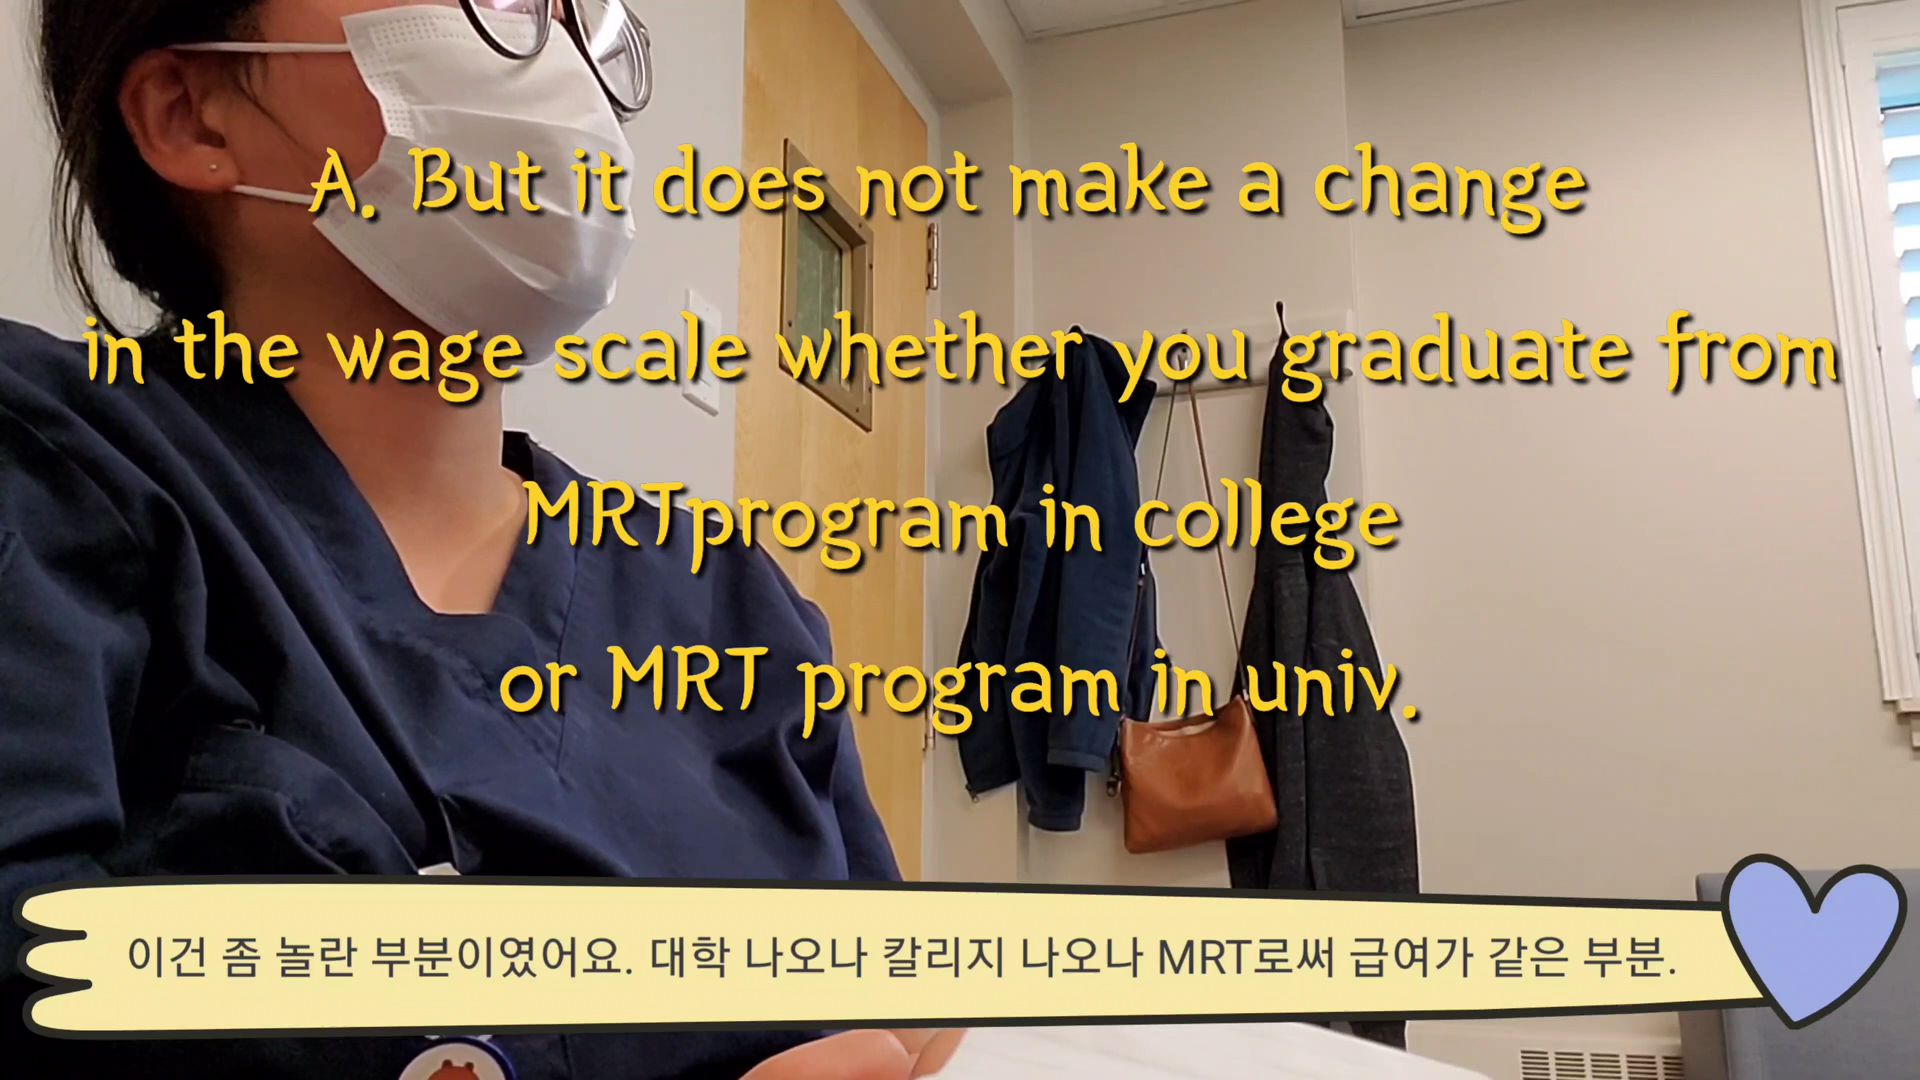 A. But it does not make a change
in the wage scale whether you graduate from
MRTprogram in college
or MRT program in univ.
이건 좀 놀란 부분이였어요. 대학 나오나 칼리지 나오나 MRT로써 급여가 같은 부분.